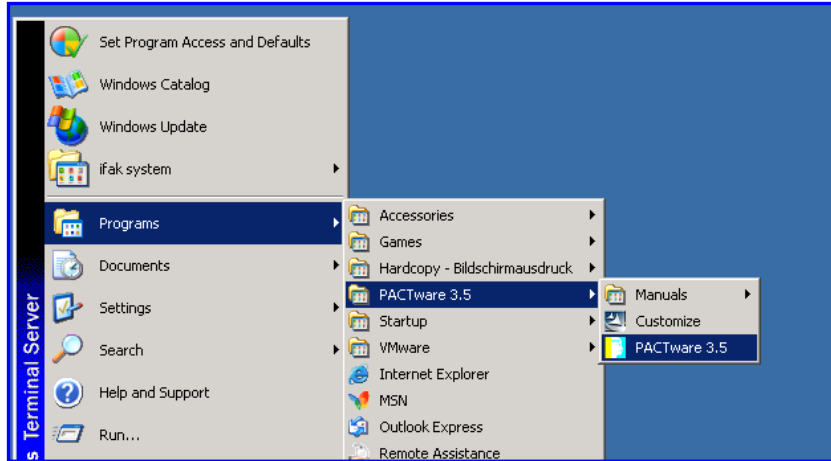 Set Program Access and Defaults
Windows Catalog
Windows Update
ifak system
Programs
Documents
Settings
Search
Help and Support
Run...
s Terminal Server
Accessories
Games
Hardcopy - Bildschirmausdruck
PACTware 3.5
Startup
VMware
Internet Explorer
MSN
Outlook Express
Remote Assistance
Manuals
Customize
PACTware 3.5